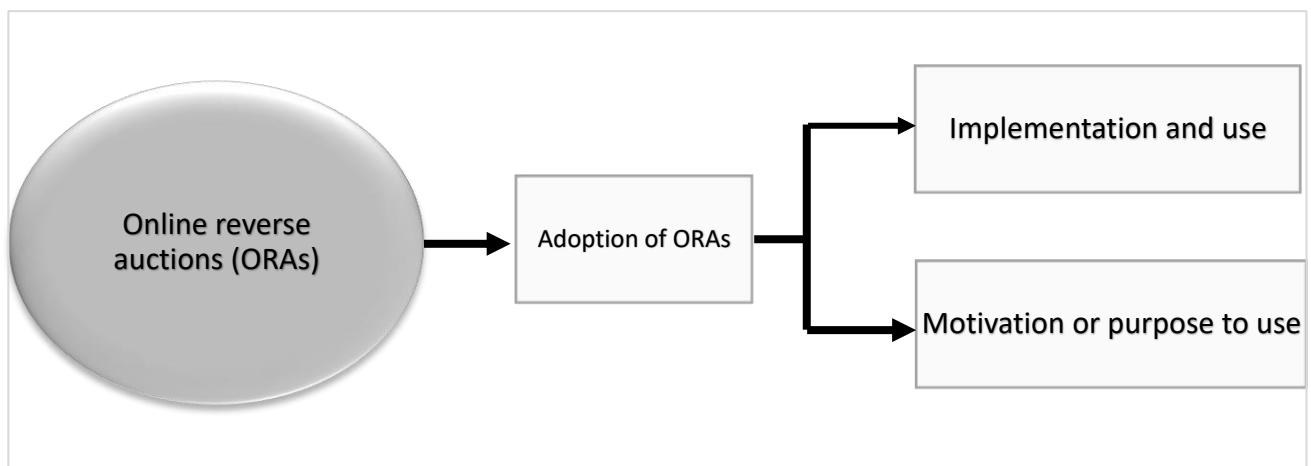 Online reverse
auctions (ORAs)
Adoption of ORAs
Implementation and use
Motivation or purpose to use